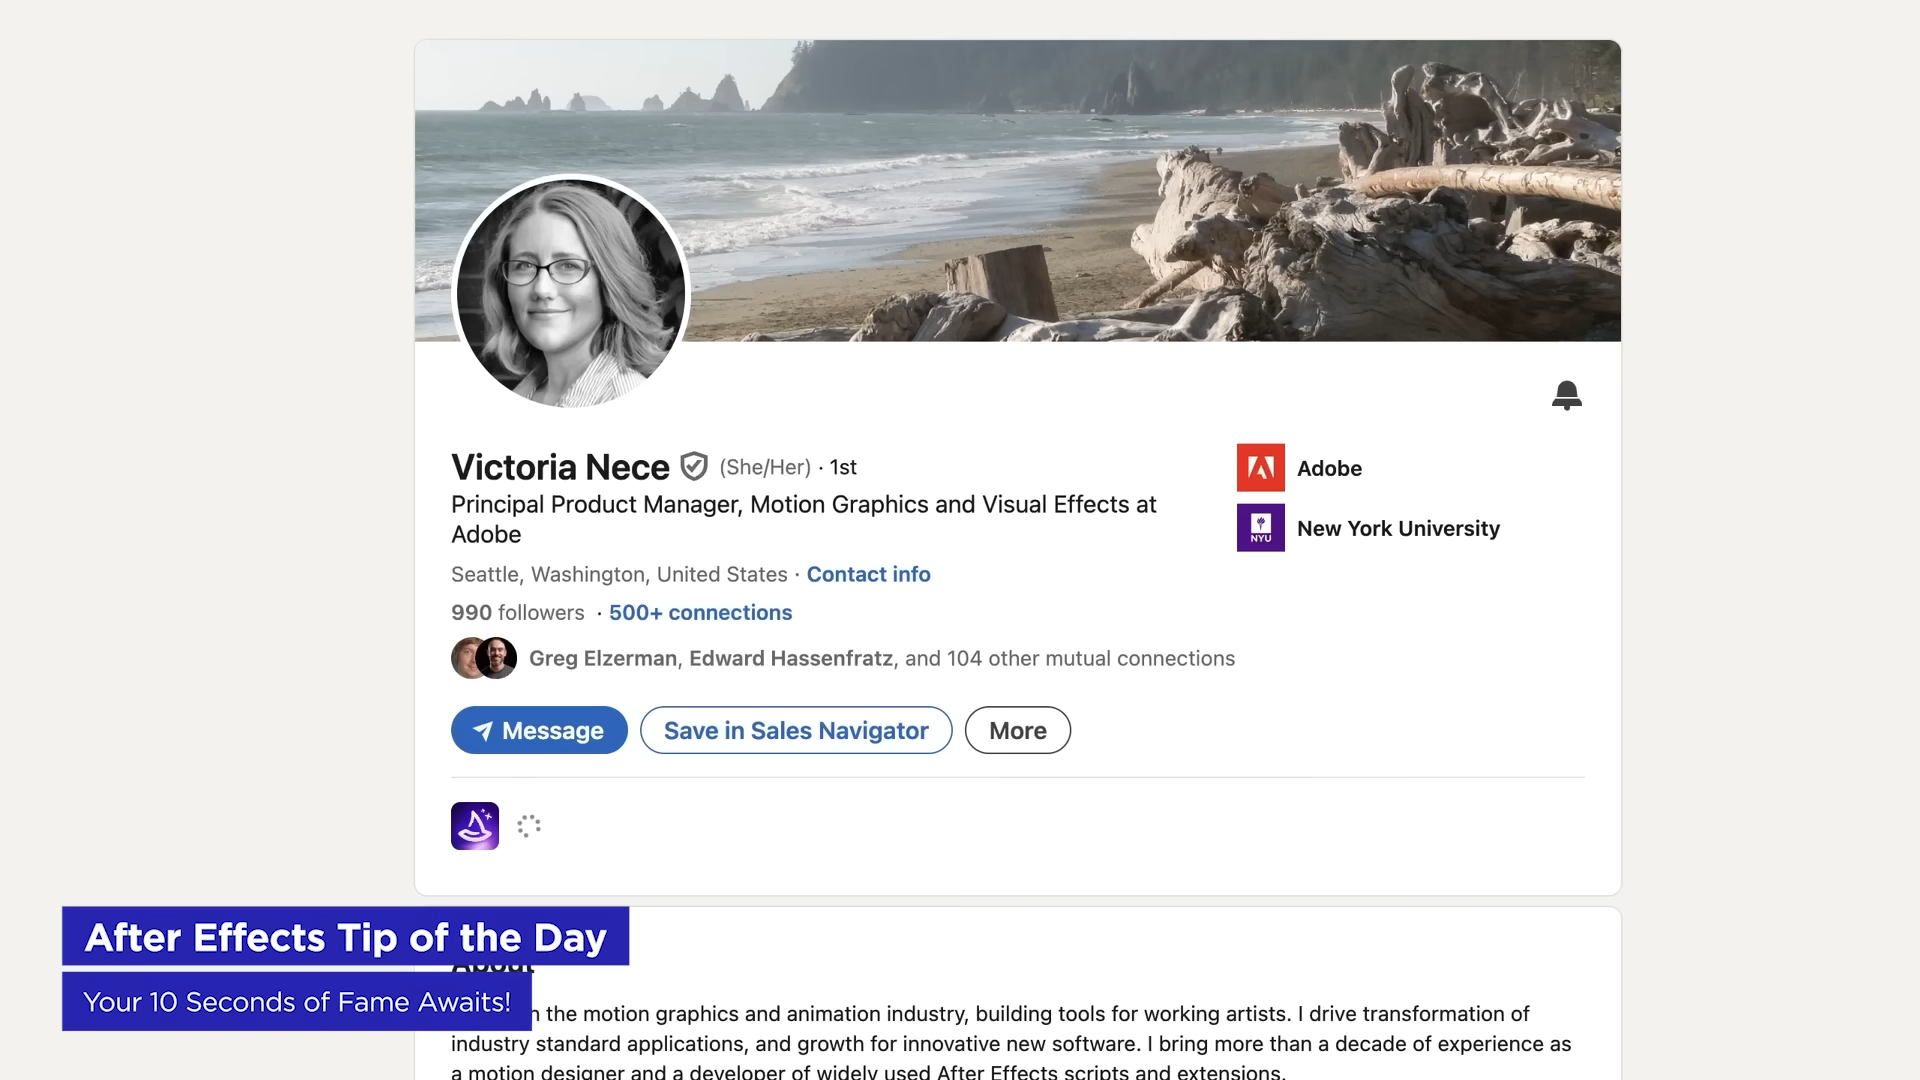 Victoria Nece (She/Her) · 1st
Principal Product Manager, Motion Graphics and Visual Effects at
Adobe
Seattle, Washington, United States · Contact info
990 followers · 500+ connections
Greg Elzerman, Edward Hassenfratz, and 104 other mutual connections
Adobe
NYU
New York University
Message
Save in Sales Navigator
More
After Effects Tip of the Day
Your 10 Seconds of Fame Awaits!
About
the motion graphics and animation industry, building tools for working artists. I drive transformation of
industry standard applications, and growth for innovative new software. I bring more than a decade of experience as
a motion designer and a developer of widely used After Effects scripts and extensions.